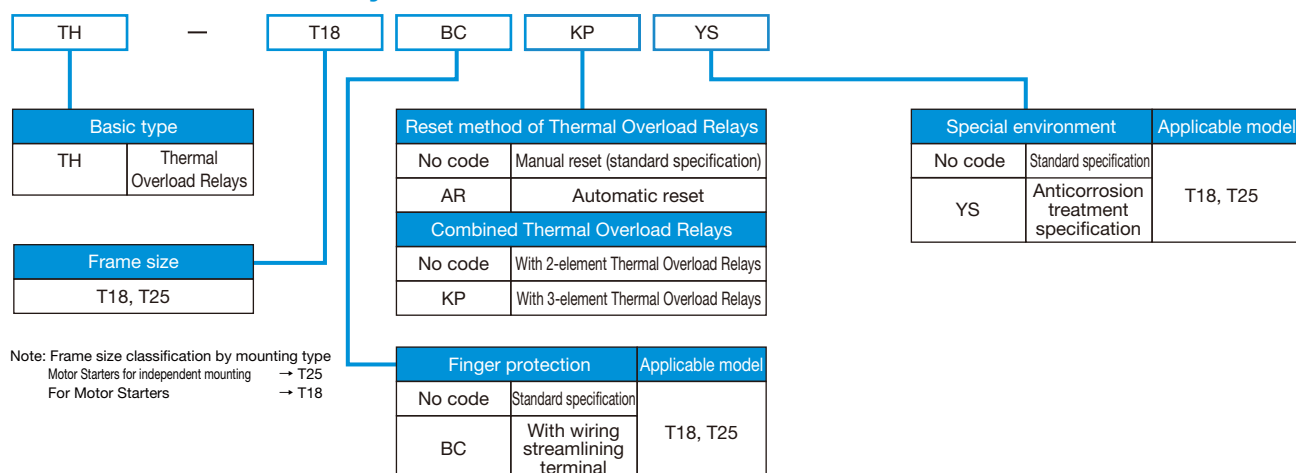 TH — T18 BC KP YS
Basic type
TH Thermal
Overload Relays
Frame size
T18, T25
Note: Frame size classification by mounting type
Motor Starters for independent mounting → T25
For Motor Starters → T18
Reset method of Thermal Overload Relays
No code Manual reset (standard specification)
AR Automatic reset
Combined Thermal Overload Relays
No code With 2-element Thermal Overload Relays
KP With 3-element Thermal Overload Relays
Finger protection Applicable model
No code Standard specification
T18, T25
BC With wiring
streamlining
terminal
Special environment Applicable model
No code Standard specification
T18, T25
YS Anticorrosion
treatment
specification